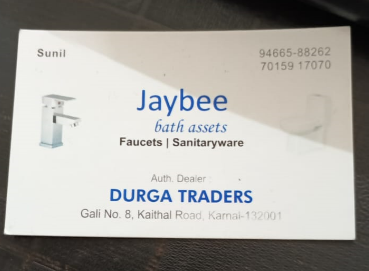 Sunil
94665-88262
70159 17070
Jaybee
bath assets
Faucets | Sanitaryware
Auth. Dealer :
DURGA TRADERS
Gali No. 8, Kaithal Road, Karnal-132001